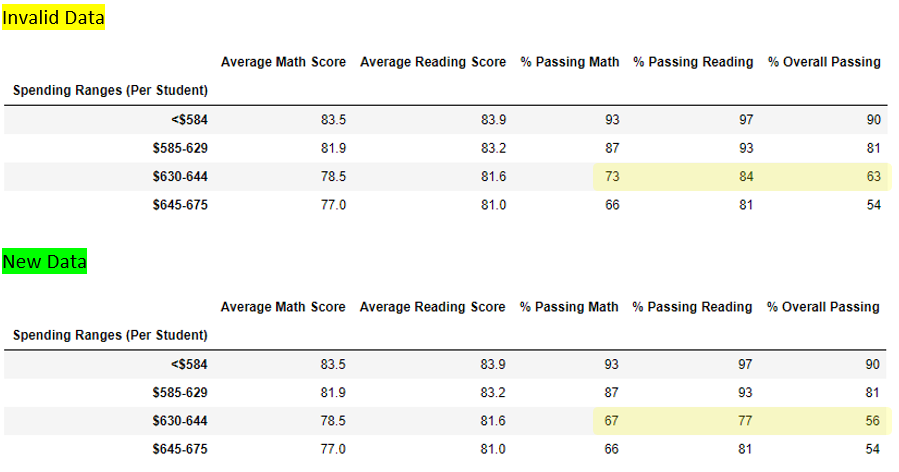 Invalid Data
Average Math Score Average Reading Score % Passing Math % Passing Reading % Overall Passing
Spending Ranges (Per Student)
<$584 83.5 83.9 93 97 90
$585-629 81.9 83.2 87 93 81
$630-644 78.5 81.6 73 84 63
$645-675 77.0 81.0 66 81 54
New Data
Average Math Score Average Reading Score % Passing Math % Passing Reading % Overall Passing
Spending Ranges (Per Student)
<$584 83.5 83.9 93 97 90
$585-629 81.9 83.2 87 93 81
$630-644 78.5 81.6 67 77 56
$645-675 77.0 81.0 66 81 54